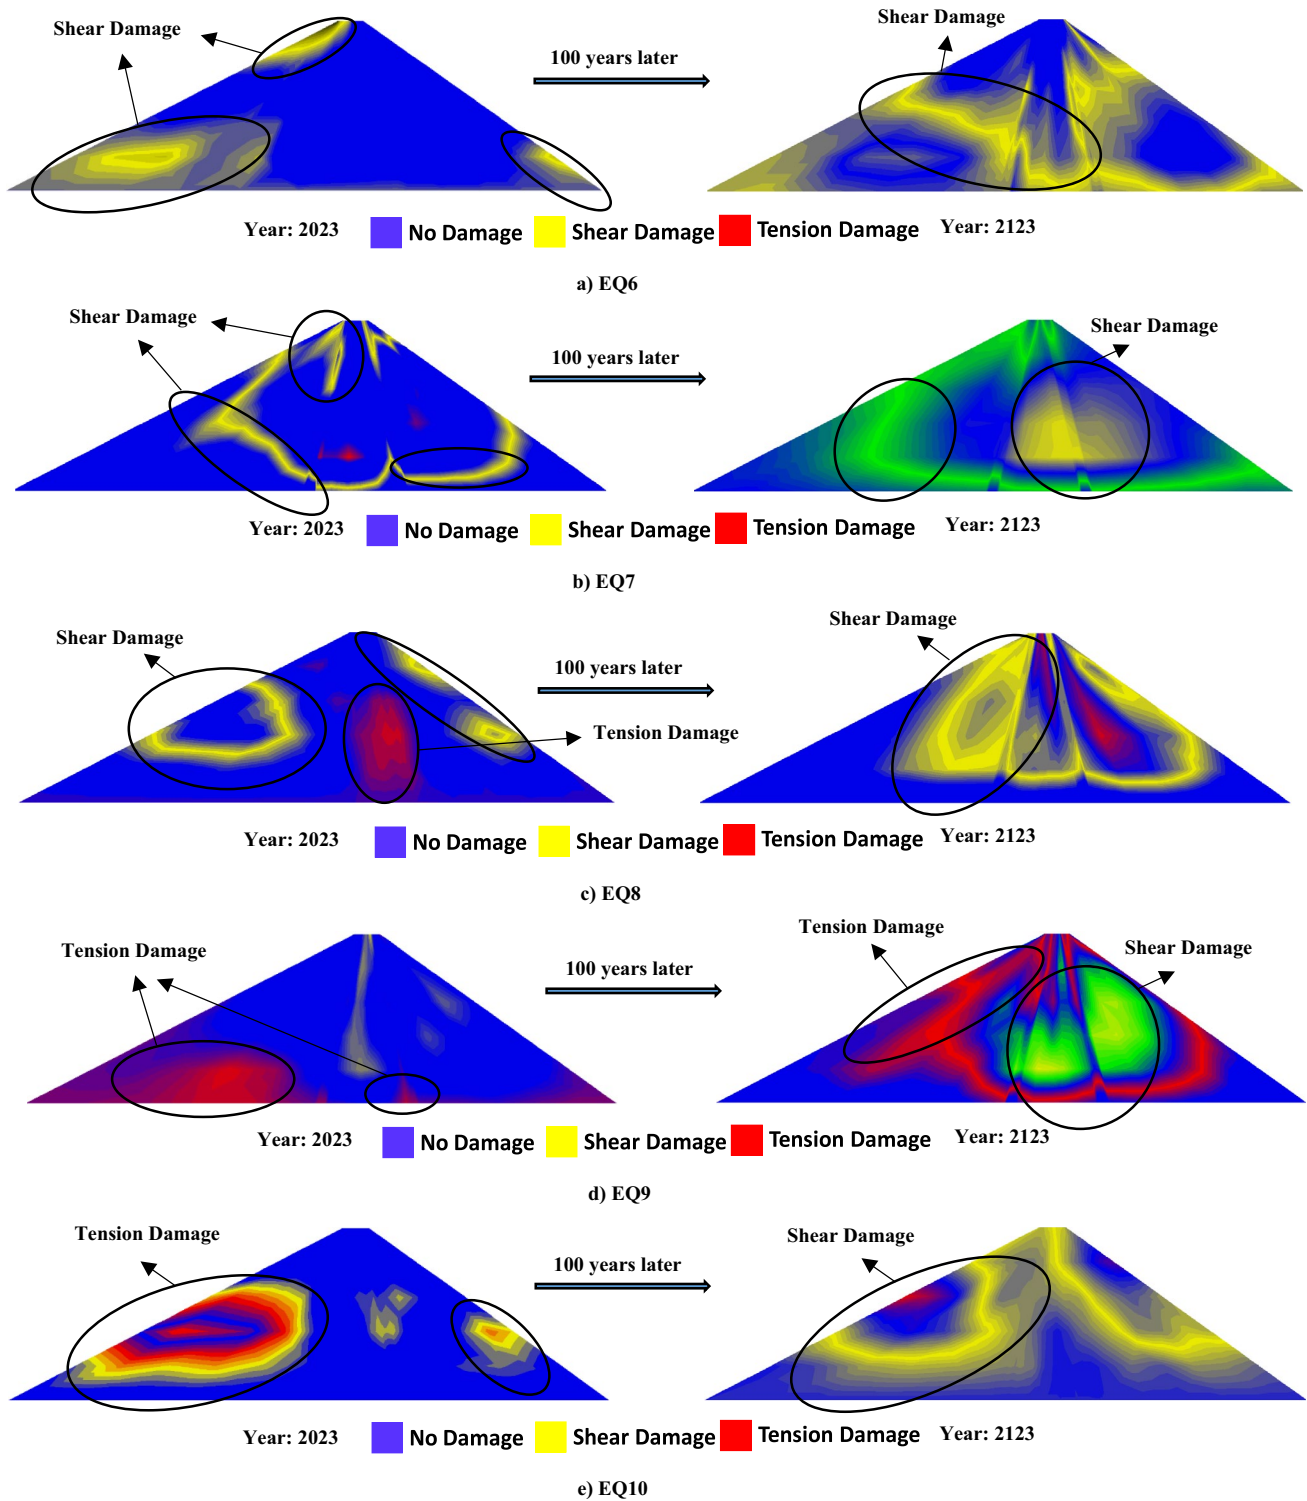 Shear Damage
100 years later
Shear Damage
Year: 2023 No Damage Shear Damage Tension Damage Year: 2123
a) EQ6
Shear Damage
100 years later
Shear Damage
Year: 2023 No Damage Shear Damage Tension Damage Year: 2123
b) EQ7
Shear Damage
100 years later
Tension Damage
Shear Damage
Year: 2023 No Damage Shear Damage Tension Damage Year: 2123
c) EQ8
Tension Damage
100 years later
Tension Damage
Shear Damage
Year: 2023 No Damage Shear Damage Tension Damage Year: 2123
d) EQ9
Tension Damage
100 years later
Shear Damage
Year: 2023 No Damage Shear Damage Tension Damage Year: 2123
e) EQ10